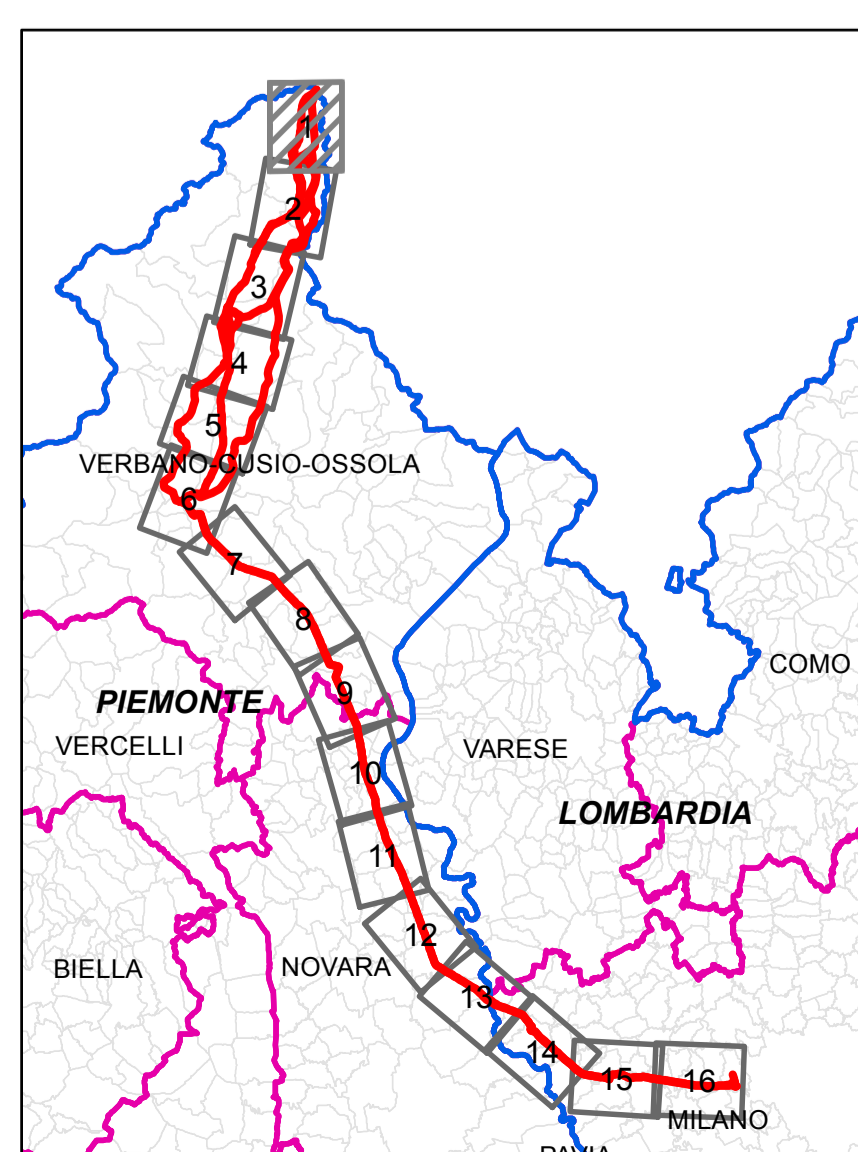 1
2
3
4
5
VERBANO-CUSIO-OSSOLA
6
7
8
COMO
9
PIEMONTE
VERCELLI
VARESE
10
LOMBARDIA
11
12
BIELLA
NOVARA
13
14
15
16
MILANO
PAVIA